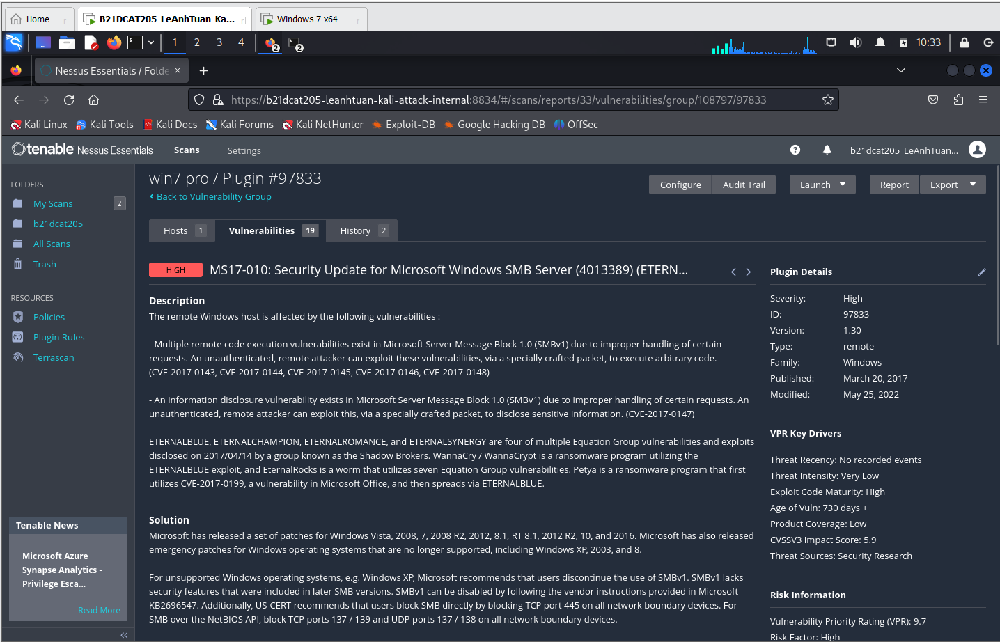 Home
B21DCAT205-LeAnhTuan-Ka...
Windows 7 x64
1 2 3 4
2
2
10:33
Nessus Essentials / Folde
https://b21dcat205-leanhtuan-kali-attack-internal:8834/#/scans/reports/33/vulnerabilities/group/108797/97833
Kali Linux Kali Tools Kali Docs Kali Forums Kali NetHunter Exploit-DB Google Hacking DB OffSec
tenable Nessus Essentials Scans Settings b21dcat205_LeAnhTuan...
FOLDERS
My Scans 2
b21dcat205
All Scans
Trash
RESOURCES
Policies
Plugin Rules
Terrascan
Tenable News
Microsoft Azure
Synapse Analytics -
Privilege Esca...
Read More
win7 pro / Plugin #97833
Back to Vulnerability Group
Configure Audit Trail Launch Report Export
Hosts 1 Vulnerabilities 19 History 2
HIGH MS17-010: Security Update for Microsoft Windows SMB Server (4013389) (ETERN...
Description
The remote Windows host is affected by the following vulnerabilities :
- Multiple remote code execution vulnerabilities exist in Microsoft Server Message Block 1.0 (SMBv1) due to improper handling of certain
requests. An unauthenticated, remote attacker can exploit these vulnerabilities, via a specially crafted packet, to execute arbitrary code.
(CVE-2017-0143, CVE-2017-0144, CVE-2017-0145, CVE-2017-0146, CVE-2017-0148)
- An information disclosure vulnerability exists in Microsoft Server Message Block 1.0 (SMBv1) due to improper handling of certain requests. An
unauthenticated, remote attacker can exploit this, via a specially crafted packet, to disclose sensitive information. (CVE-2017-0147)
ETERNALBLUE, ETERNALCHAMPION, ETERNALROMANCE, and ETERNALSYNERGY are four of multiple Equation Group vulnerabilities and exploits
disclosed on 2017/04/14 by a group known as the Shadow Brokers. WannaCry / WannaCrypt is a ransomware program utilizing the
ETERNALBLUE exploit, and EternalRocks is a worm that utilizes seven Equation Group vulnerabilities. Petya is a ransomware program that first
utilizes CVE-2017-0199, a vulnerability in Microsoft Office, and then spreads via ETERNALBLUE.
Solution
Microsoft has released a set of patches for Windows Vista, 2008, 7, 2008 R2, 2012, 8.1, RT 8.1, 2012 R2, 10, and 2016. Microsoft has also released
emergency patches for Windows operating systems that are no longer supported, including Windows XP, 2003, and 8.
For unsupported Windows operating systems, e.g. Windows XP, Microsoft recommends that users discontinue the use of SMBv1. SMBv1 lacks
security features that were included in later SMB versions. SMBv1 can be disabled by following the vendor instructions provided in Microsoft
KB2696547. Additionally, US-CERT recommends that users block SMB directly by blocking TCP port 445 on all network boundary devices. For
SMB over the NetBIOS API, block TCP ports 137 / 139 and UDP ports 137 / 138 on all network boundary devices.
Plugin Details
Severity: High
ID: 97833
Version: 1.30
Type: remote
Family: Windows
Published: March 20, 2017
Modified: May 25, 2022
VPR Key Drivers
Threat Recency: No recorded events
Threat Intensity: Very Low
Exploit Code Maturity: High
Age of Vuln: 730 days +
Product Coverage: Low
CVSSV3 Impact Score: 5.9
Threat Sources: Security Research
Risk Information
Vulnerability Priority Rating (VPR): 9.7
Risk Factor: High